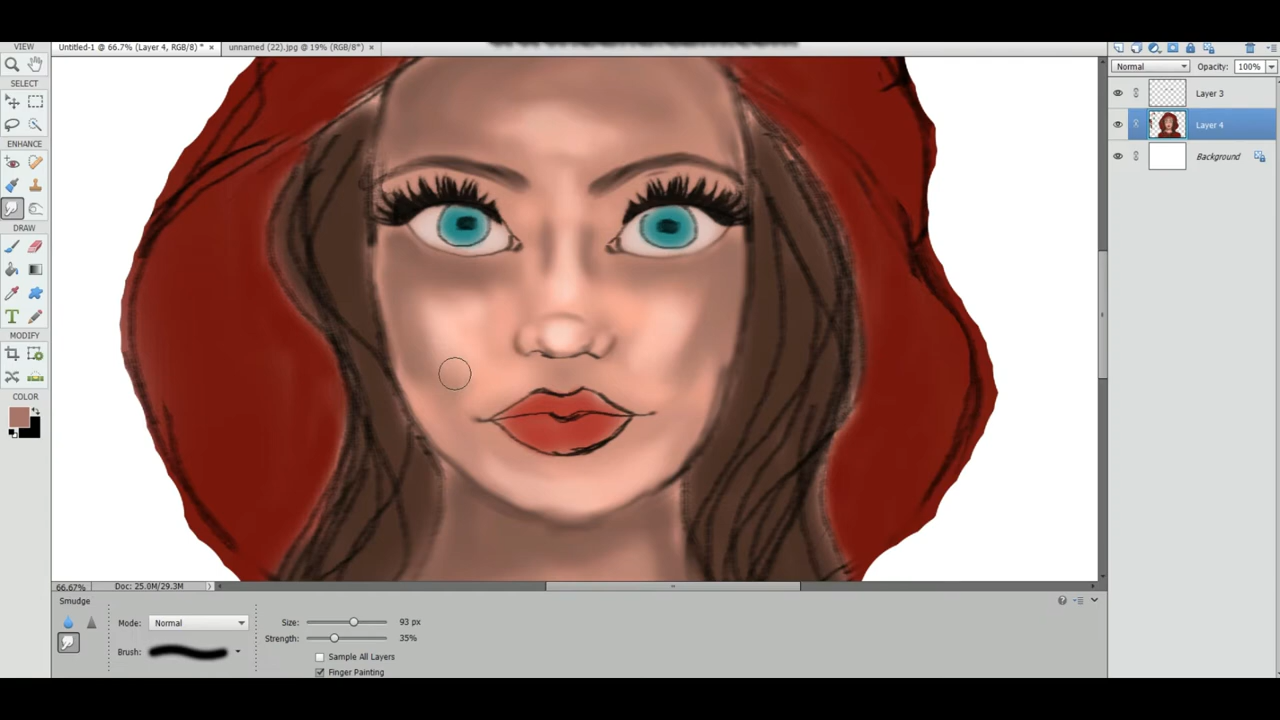 VIEW
Untitled-1 @ 66.7% (Layer 4, RGB/8) * ×
unnamed (22).jpg @ 19% (RGB/8*) ×
Normal
Opacity: 100%
SELECT
Layer 3
Layer 4
ENHANCE
Background
DRAW
T
MODIFY
COLOR
66.67%
Doc: 25.0M/29.3M
Smudge
Mode: Normal
Size: 93 px
Strength: 35%
Brush:
Sample All Layers
Finger Painting